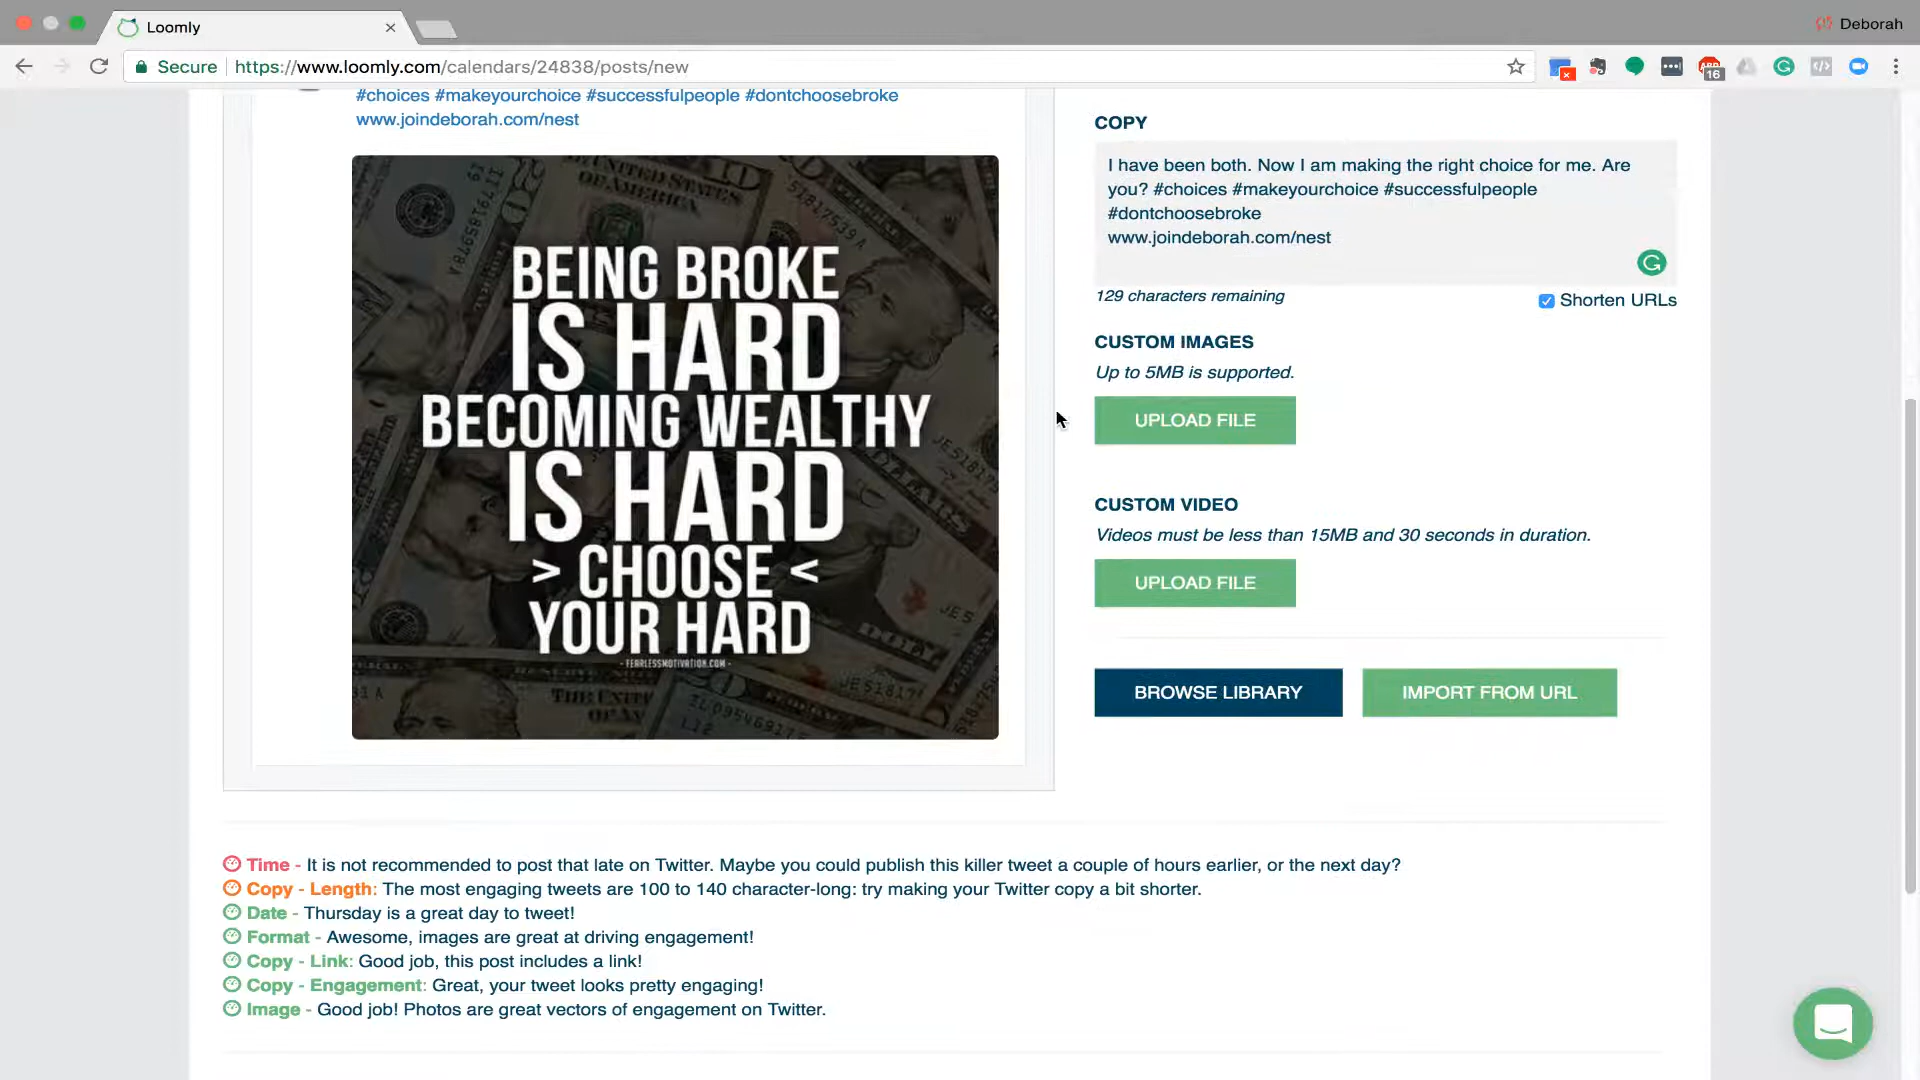 Loomly
Deborah
Secure
https://www.loomly.com/calendars/24838/posts/new
16
#choices #makeyourchoice #successfulpeople #dontchoosebroke
www.joindeborah.com/nest
BEING BROKE
IS HARD
BECOMING WEALTHY
IS HARD
> CHOOSE <
YOUR HARD
- FEARLESSMOTIVATION.COM -
COPY
I have been both. Now I am making the right choice for me. Are
you? #choices #makeyourchoice #successfulpeople
#dontchoosebroke
www.joindeborah.com/nest
129 characters remaining
Shorten URLs
CUSTOM IMAGES
Up to 5MB is supported.
UPLOAD FILE
CUSTOM VIDEO
Videos must be less than 15MB and 30 seconds in duration.
UPLOAD FILE
BROWSE LIBRARY
IMPORT FROM URL
Time - It is not recommended to post that late on Twitter. Maybe you could publish this killer tweet a couple of hours earlier, or the next day?
Copy - Length: The most engaging tweets are 100 to 140 character-long: try making your Twitter copy a bit shorter.
Date - Thursday is a great day to tweet!
Format - Awesome, images are great at driving engagement!
Copy - Link: Good job, this post includes a link!
Copy - Engagement: Great, your tweet looks pretty engaging!
Image - Good job! Photos are great vectors of engagement on Twitter.